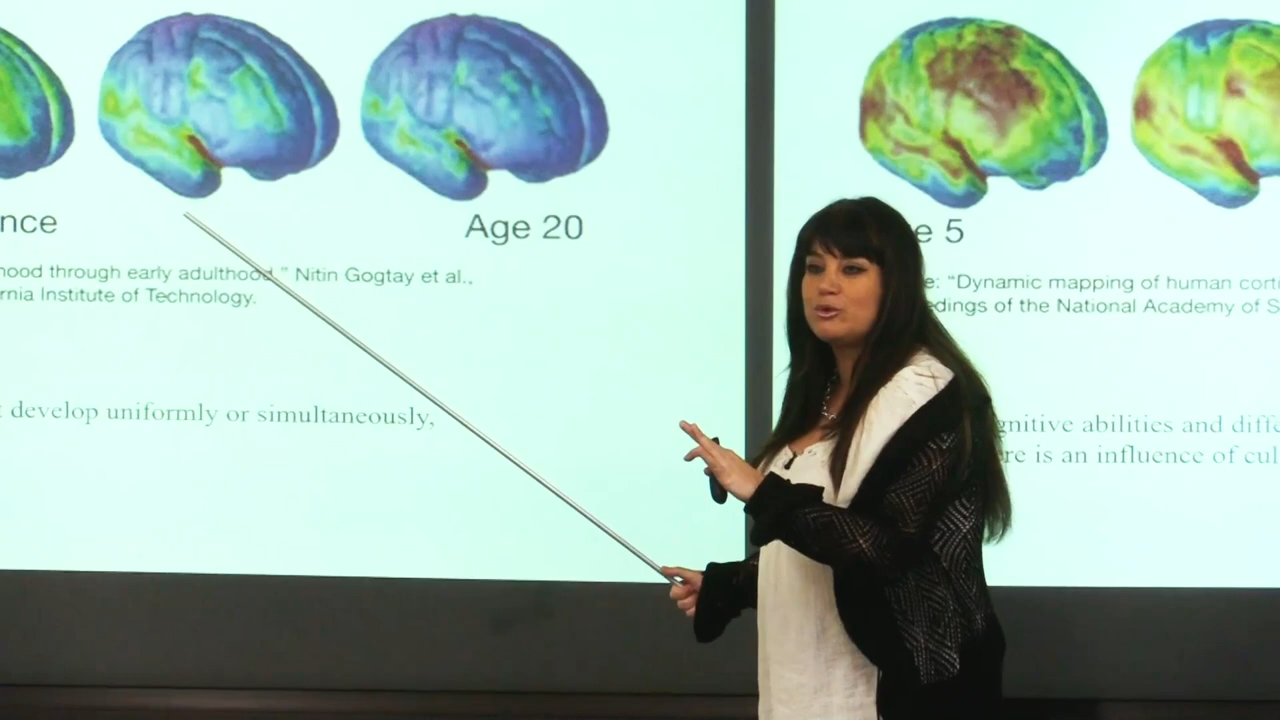 nce
Age 20
hood through early adulthood." Nitin Gogtay et al.,
rnia Institute of Technology.
develop uniformly or simultaneously,
e 5
e: "Dynamic mapping of human corti
edings of the National Academy of S
gnitive abilities and diffe
re is an influence of cul